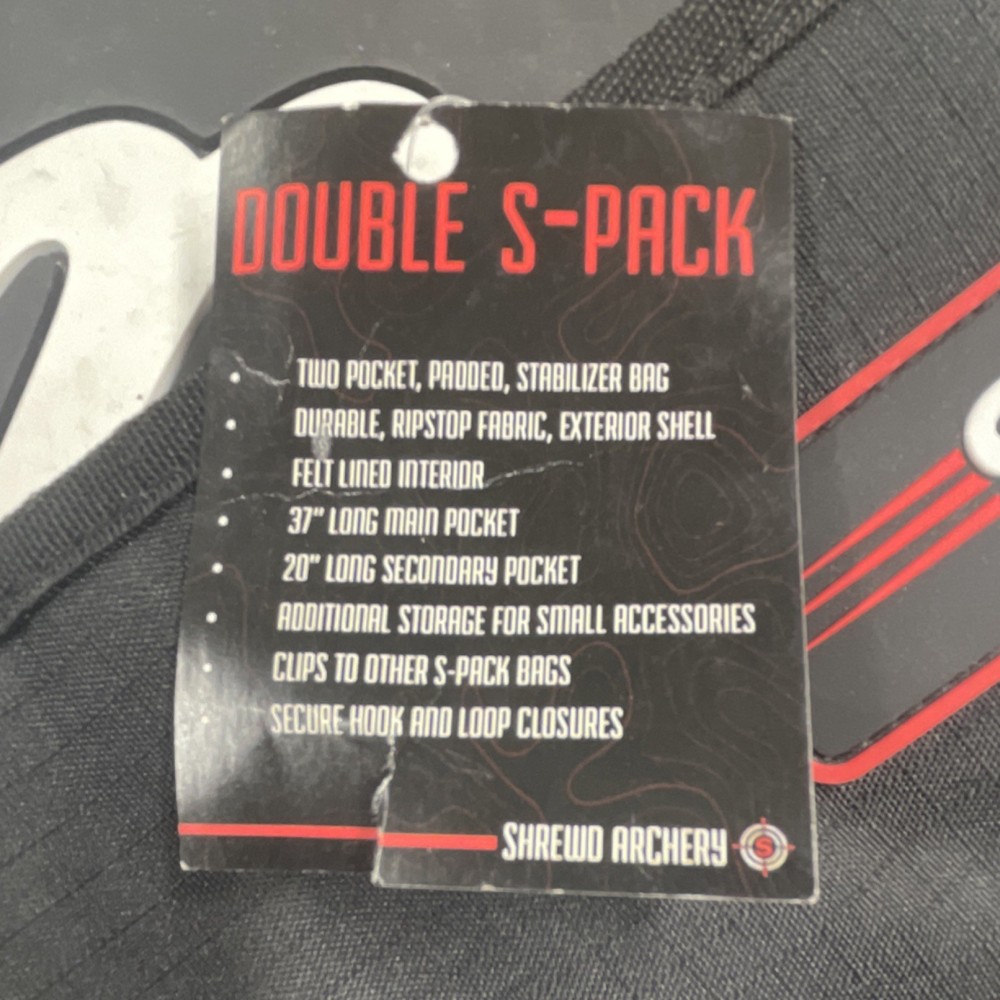 DOUBLE S-PACK
• TWO POCKET, PADDED, STABILIZER BAG
• DURABLE, RIPSTOP FABRIC, EXTERIOR SHELL
• FELT LINED INTERIOR
• 37" LONG MAIN POCKET
• 20" LONG SECONDARY POCKET
• ADDITIONAL STORAGE FOR SMALL ACCESSORIES
• CLIPS TO OTHER S-PACK BAGS
SECURE HOOK AND LOOP CLOSURES
SHREWD ARCHERY S